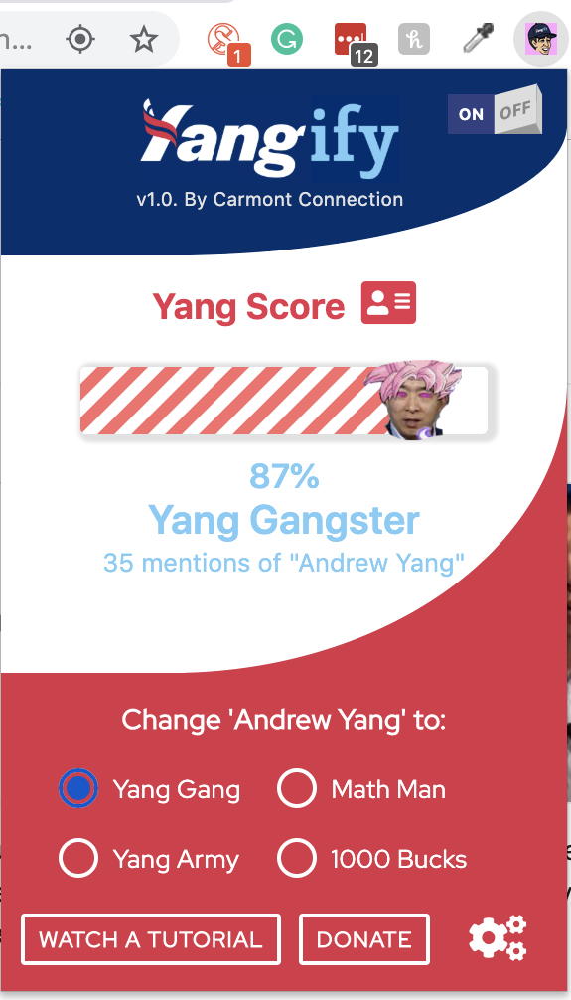 n...
1
12
h
Yangify
ON OFF
v1.0. By Carmont Connection
Yang Score
87%
Yang Gangster
35 mentions of "Andrew Yang"
Change 'Andrew Yang' to:
Yang Gang Math Man
Yang Army 1000 Bucks
WATCH A TUTORIAL DONATE